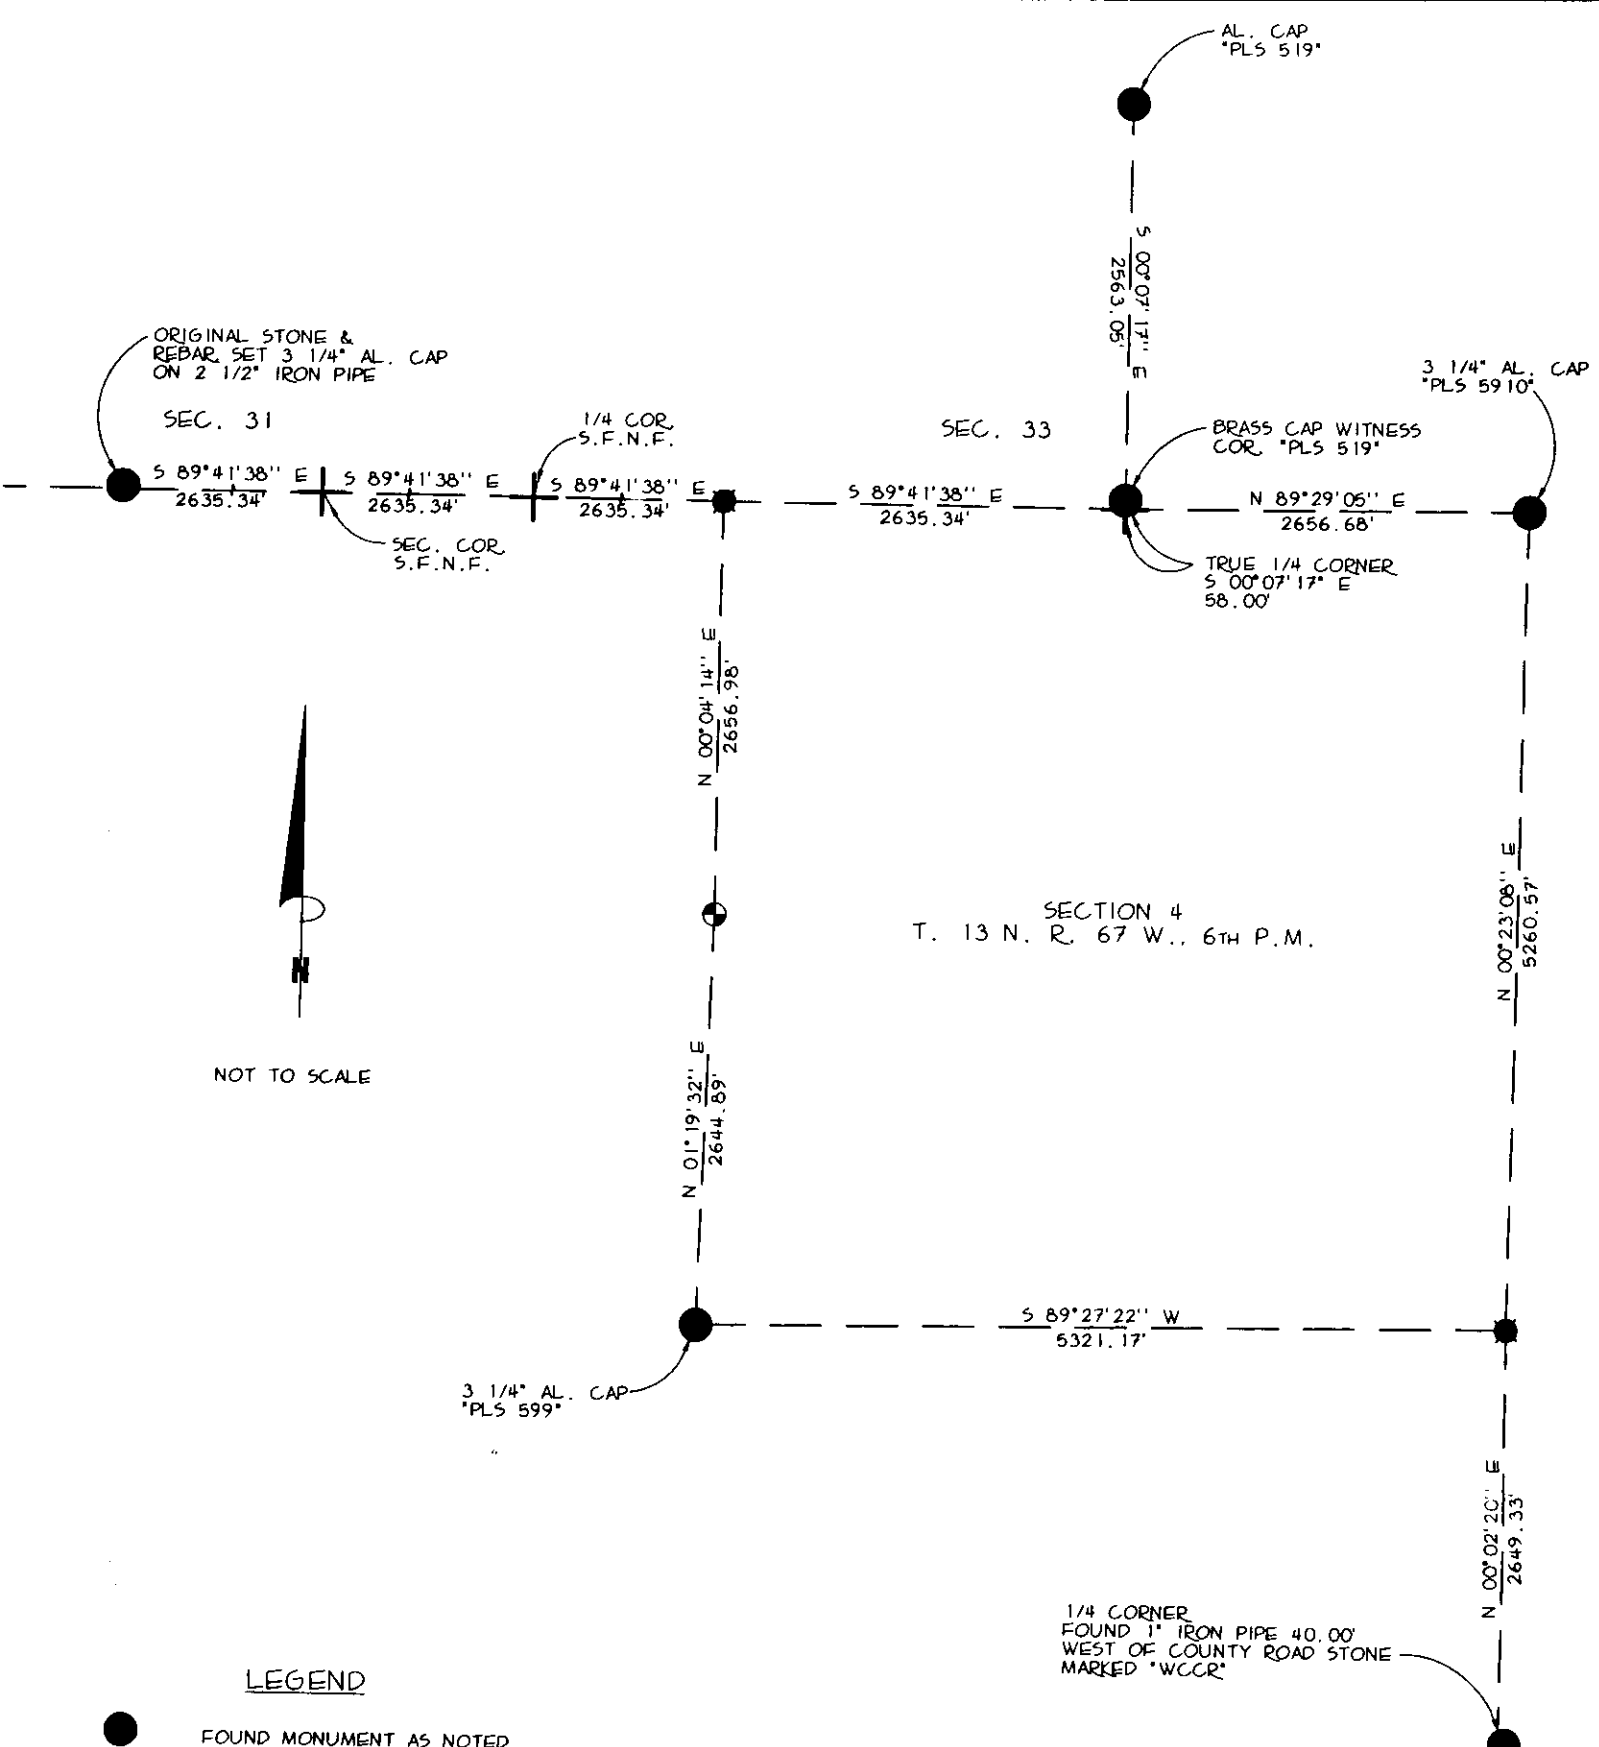 AL. CAP
"PLS 519"
S 00°07'17" E
2563.05'
ORIGINAL STONE &
REBAR SET 3 1/4" AL. CAP
ON 2 1/2" IRON PIPE
3 1/4" AL. CAP
"PLS 5910"
SEC. 31
1/4 COR
S.F.N.F.
SEC. 33
BRASS CAP WITNESS
COR. "PLS 519"
S 89°41'38" E
2635.34'
S 89°41'38" E
2635.34'
S 89°41'38" E
2635.34'
S 89°41'38" E
2635.34'
N 89°29'05" E
2656.68'
SEC. COR
S.F.N.F.
TRUE 1/4 CORNER
S 00°07'17" E
58.00'
N 00°04'14" E
2656.98'
N 00°23'08" E
5260.57'
SECTION 4
T. 13 N. R. 67 W., 6TH P.M.
N
NOT TO SCALE
N 01°19'32" E
2644.89'
S 89°27'22" W
5321.17'
3 1/4" AL. CAP
"PLS 599"
N 00°02'20" E
2649.33'
1/4 CORNER
FOUND 1" IRON PIPE 40.00'
WEST OF COUNTY ROAD STONE
MARKED "WCCR"
LEGEND
FOUND MONUMENT AS NOTED